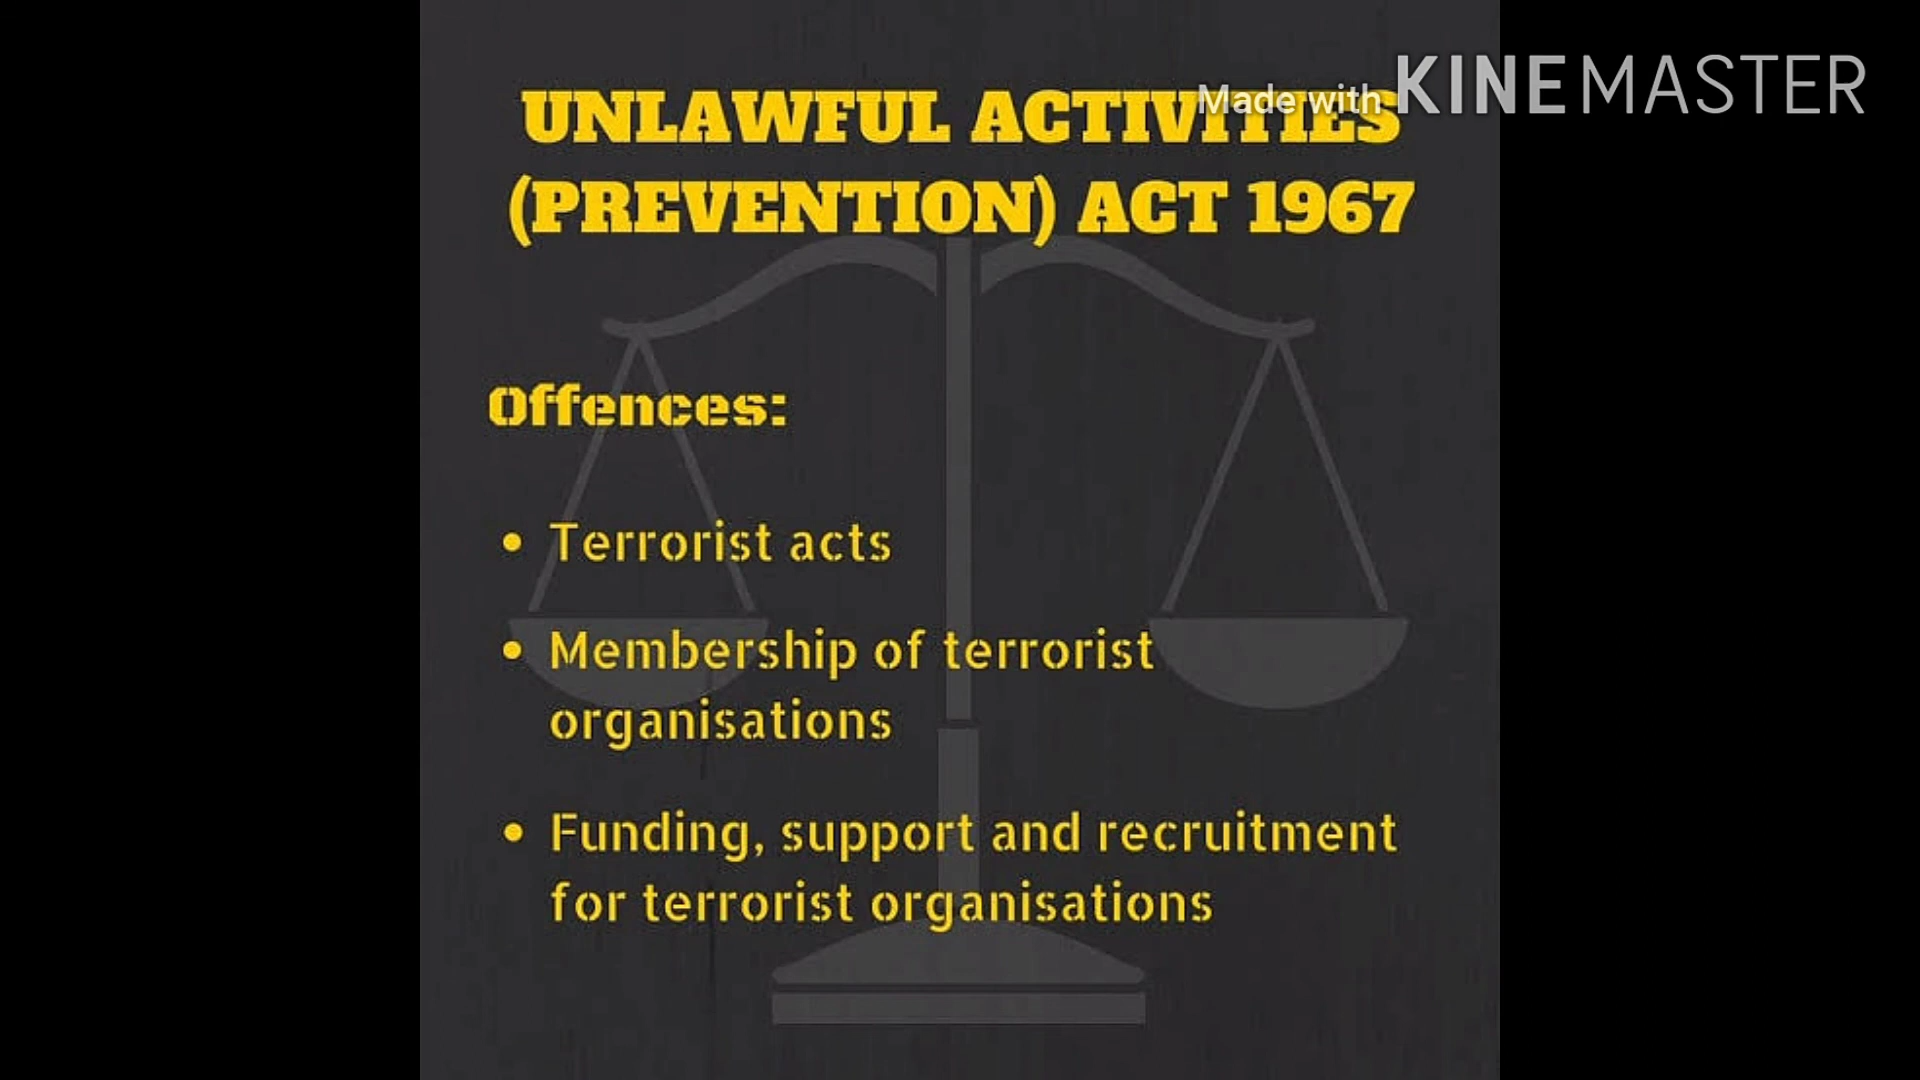 Made with KINEMASTER
UNLAWFUL ACTIVITIES
(PREVENTION) ACT 1967
Offences:
• Terrorist acts
• Membership of terrorist
organisations
• Funding, support and recruitment
for terrorist organisations